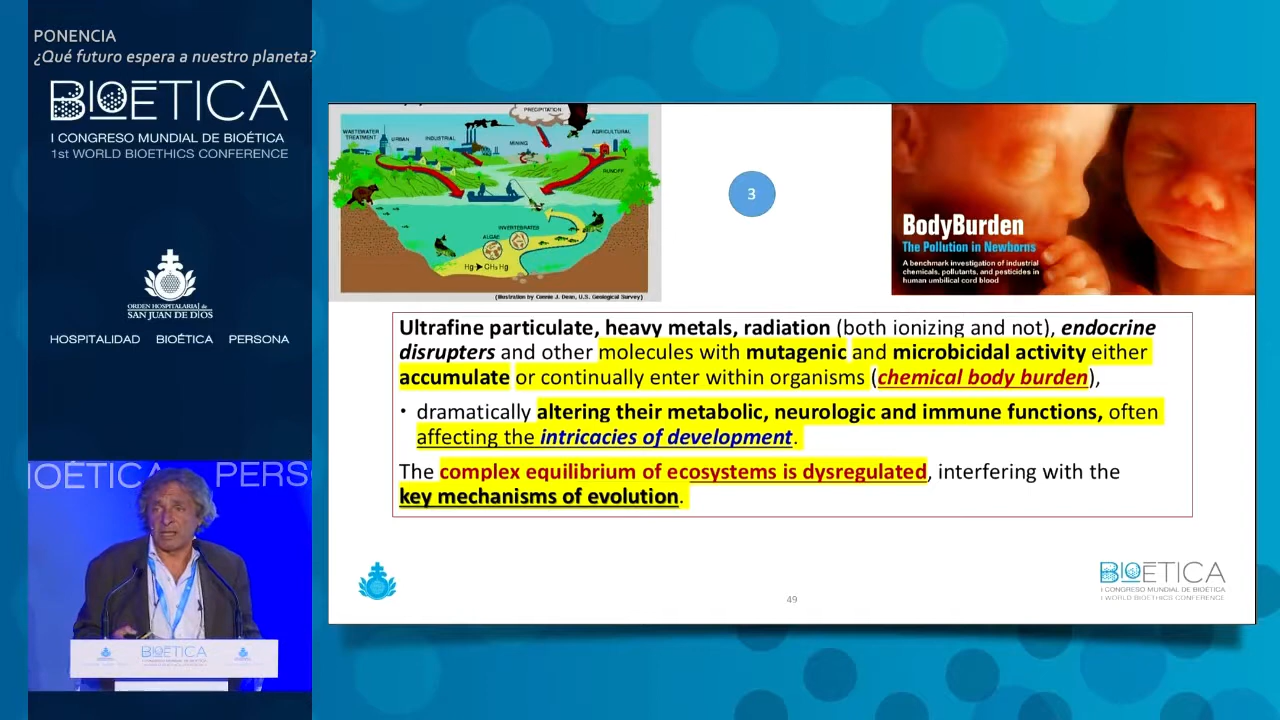 PONENCIA
¿Qué futuro espera a nuestro planeta?
BIOETICA
I CONGRESO MUNDIAL DE BIOÉTICA
1st WORLD BIOETHICS CONFERENCE
ORDEN HOSPITALARIA de
SAN JUAN DE DIOS
HOSPITALIDAD BIOÉTICA PERSONA
IOÉTICA PERSO
BIOETICA
PRECIPITATION
WASTEWATER
TREATMENT
URBAN
INDUSTRIAL
MINING
AGRICULTURAL
RUNOFF
INVERTEBRATES
ALGAE
Hg➤CH3Hg
(Illustration by Connie J. Dean, U.S. Geological Survey)
3
BodyBurden
The Pollution in Newborns
A benchmark investigation of industrial
chemicals, pollutants, and pesticides in
human umbilical cord blood
Ultrafine particulate, heavy metals, radiation (both ionizing and not), endocrine
disrupters and other molecules with mutagenic and microbicidal activity either
accumulate or continually enter within organisms (chemical body burden),
• dramatically altering their metabolic, neurologic and immune functions, often
affecting the intricacies of development.
The complex equilibrium of ecosystems is dysregulated, interfering with the
key mechanisms of evolution.
49
BIOETICA
I CONGRESO MUNDIAL DE BIOÉTICA
I WORLD BIOETHICS CONFERENCE